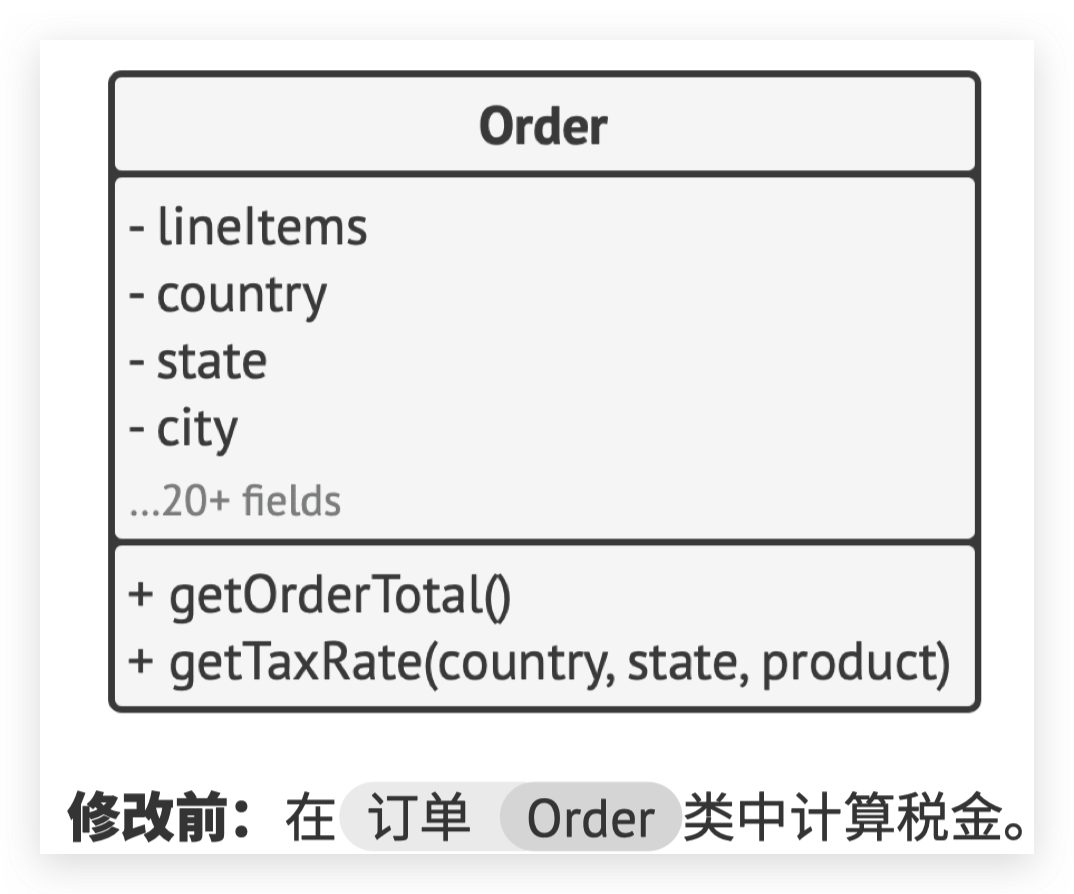 Order
- lineItems
- country
- state
- city
...20+ fields
+ getOrderTotal()
+ getTaxRate(country, state, product)
修改前：在 订单 Order 类中计算税金。